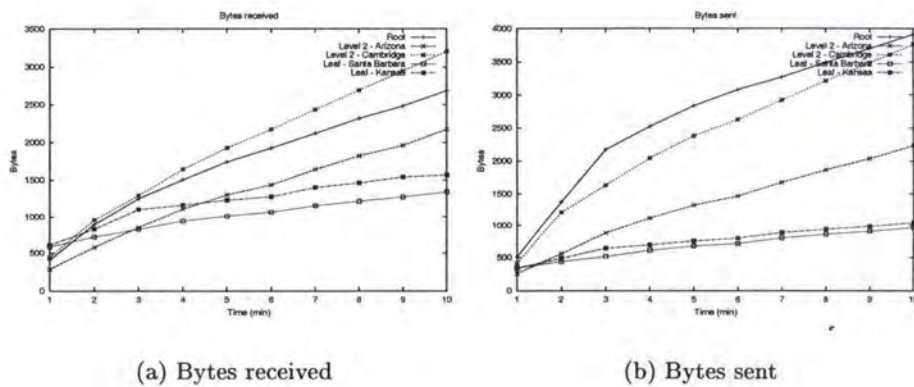 Bytes received
3500
3000
2500
2000
1500
1000
500
0
Bytes
1 2 3 4 5 6 7 8 9 10
Time (min)
Root
Level 2 - Arizona
Level 2 - Cambridge
Leaf - Santa Barbara
Leaf - Kansas
(a) Bytes received
Bytes sent
4000
3500
3000
2500
2000
1500
1000
500
0
Bytes
1 2 3 4 5 6 7 8 9
Time (min)
Root
Level 2 - Arizona
Level 2 - Cambridge
Leaf - Santa Barbara
Leaf - Kansas
(b) Bytes sent